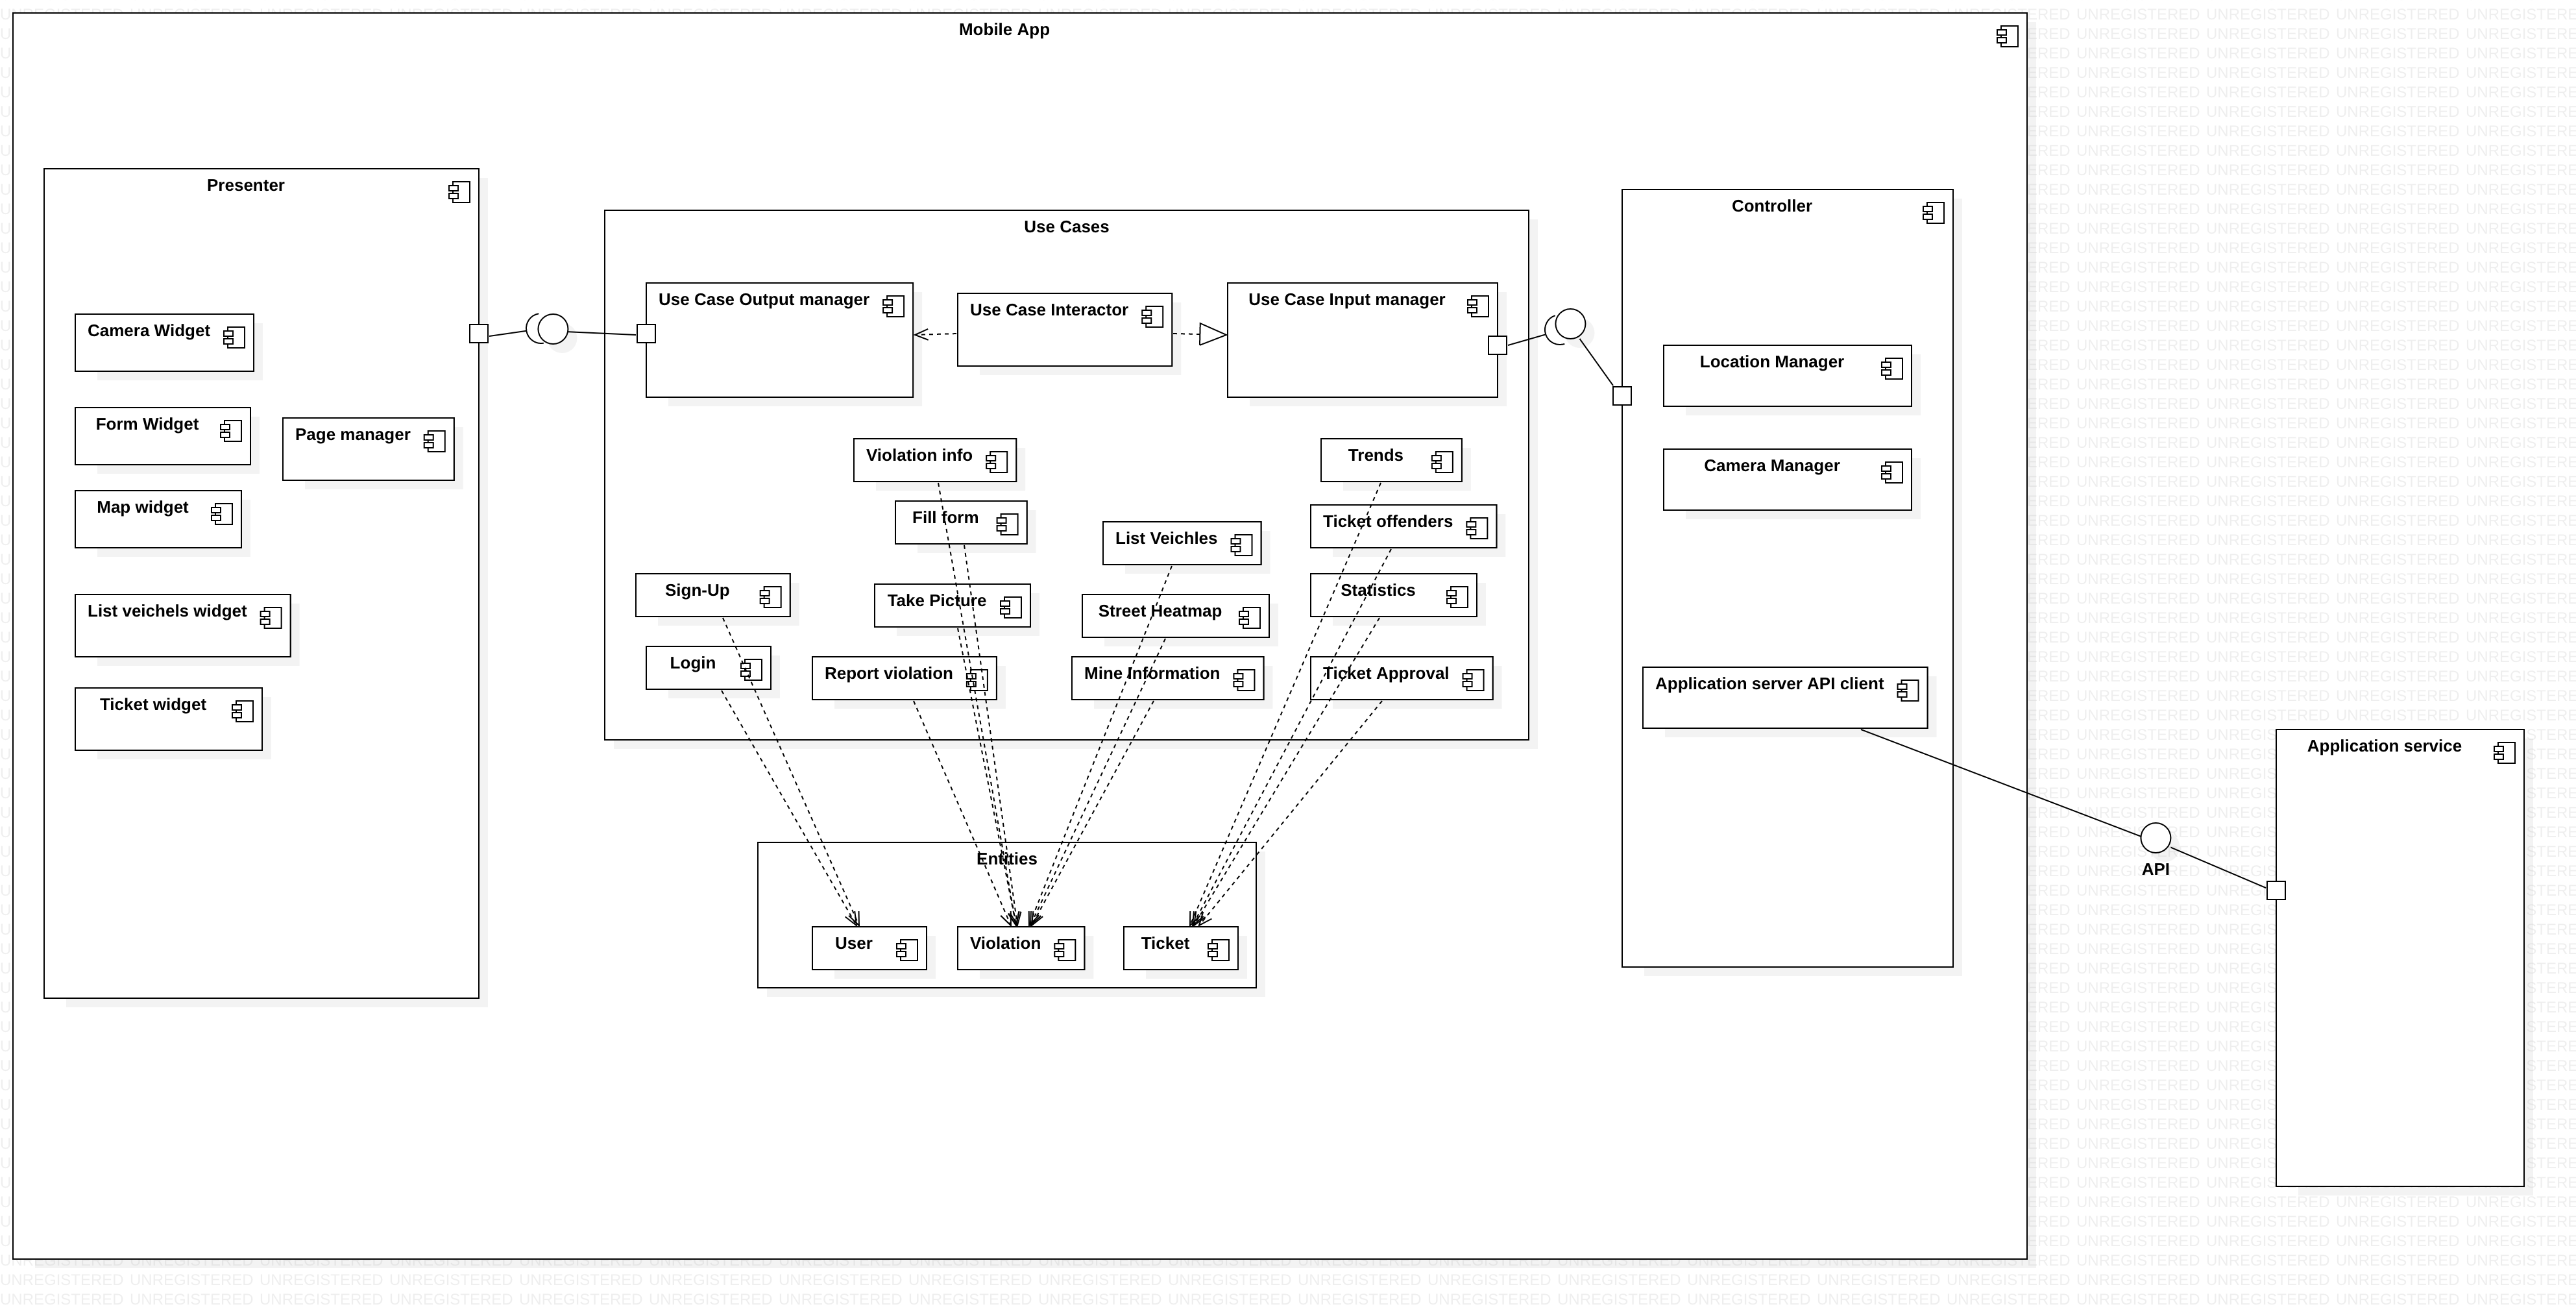 Mobile App
Presenter
Camera Widget
Form Widget
Page manager
Map widget
List veichels widget
Ticket widget
Use Cases
Use Case Output manager
Use Case Interactor
Use Case Input manager
Violation info
Trends
Fill form
Ticket offenders
List Veichles
Sign-Up
Take Picture
Statistics
Street Heatmap
Login
Report violation
Mine Information
Ticket Approval
Entities
User
Violation
Ticket
Controller
Location Manager
Camera Manager
Application server API client
API
Application service
UNREGISTERED UNREGISTERED UNREGISTERED UNREGISTERED UNREGISTERED UNREGISTERED UNREGISTERED UNREGISTERED UNREGISTERED UNREGISTERED UNREGISTERED UNREGISTERED UNREGISTERED UNREGISTERED UNREGISTERED UNREGISTERED UNREGISTERED UNREGISTERED UNREGISTERED UNREGISTERED